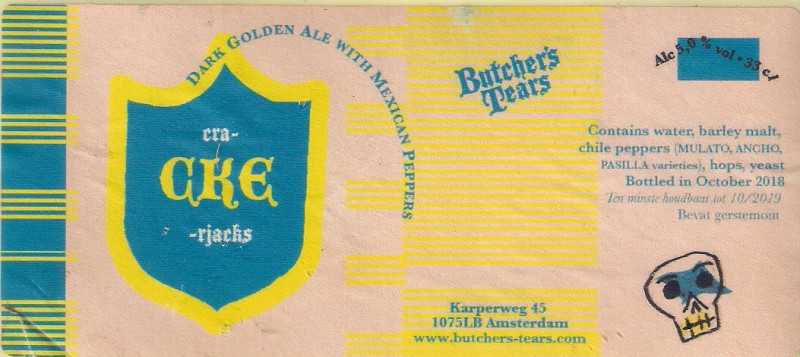 DARK GOLDEN ALE WITH MEXICAN PEPPERS
cra-
CKE
-rjacks
Butcher's
Tears
Alc 5,0 % vol • 33 c.l
Contains water, barley malt,
chile peppers (MULATO, ANCHO,
PASILLA varieties), hops, yeast
Bottled in October 2018
Ten minste houdbaar tot 10/2019
Bevat gerstemout
Karperweg 45
1075LB Amsterdam
www.butchers-tears.com